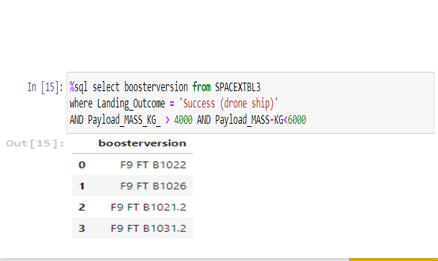 In [15]: %sql select boosterversion from SPACEXTBL3
where Landing_Outcome = 'Success (drone ship)'
AND Payload_MASS_KG_ > 4000 AND Payload_MASS-KG<6000
Out[15]:
boosterversion
0 F9 FT B1022
1 F9 FT B1026
2 F9 FT B1021.2
3 F9 FT B1031.2